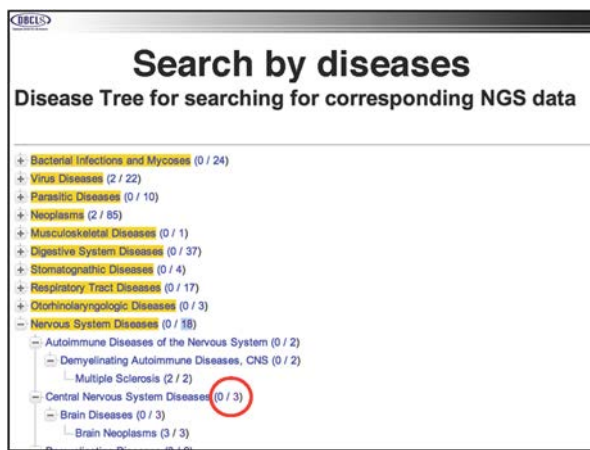 DBCLS
Search by diseases
Disease Tree for searching for corresponding NGS data
Bacterial Infections and Mycoses (0 / 24)
Virus Diseases (2 / 22)
Parasitic Diseases (0 / 10)
Neoplasms (2 / 85)
Musculoskeletal Diseases (0 / 1)
Digestive System Diseases (0 / 37)
Stomatognathic Diseases (0 / 4)
Respiratory Tract Diseases (0 / 17)
Otorhinolaryngologic Diseases (0 / 3)
Nervous System Diseases (0 / 18)
Autoimmune Diseases of the Nervous System (0 / 2)
Demyelinating Autoimmune Diseases, CNS (0 / 2)
Multiple Sclerosis (2 / 2)
Central Nervous System Diseases (0 / 3)
Brain Diseases (0 / 3)
Brain Neoplasms (3 / 3)